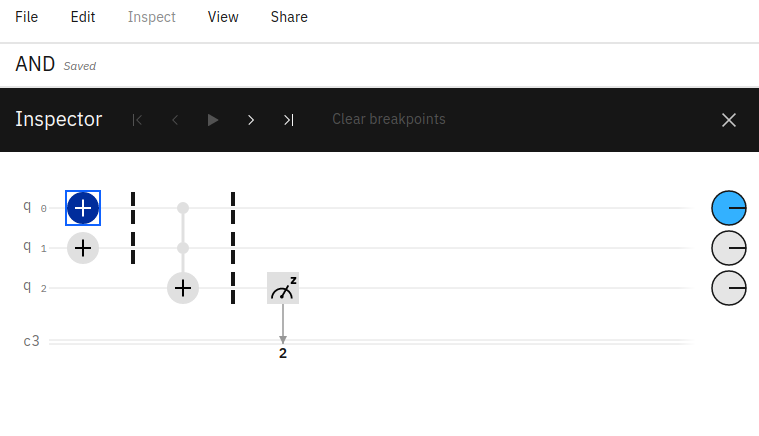 File Edit Inspect View Share
AND Saved
Inspector Clear breakpoints
q 0
q 1
q 2
z
c3
2